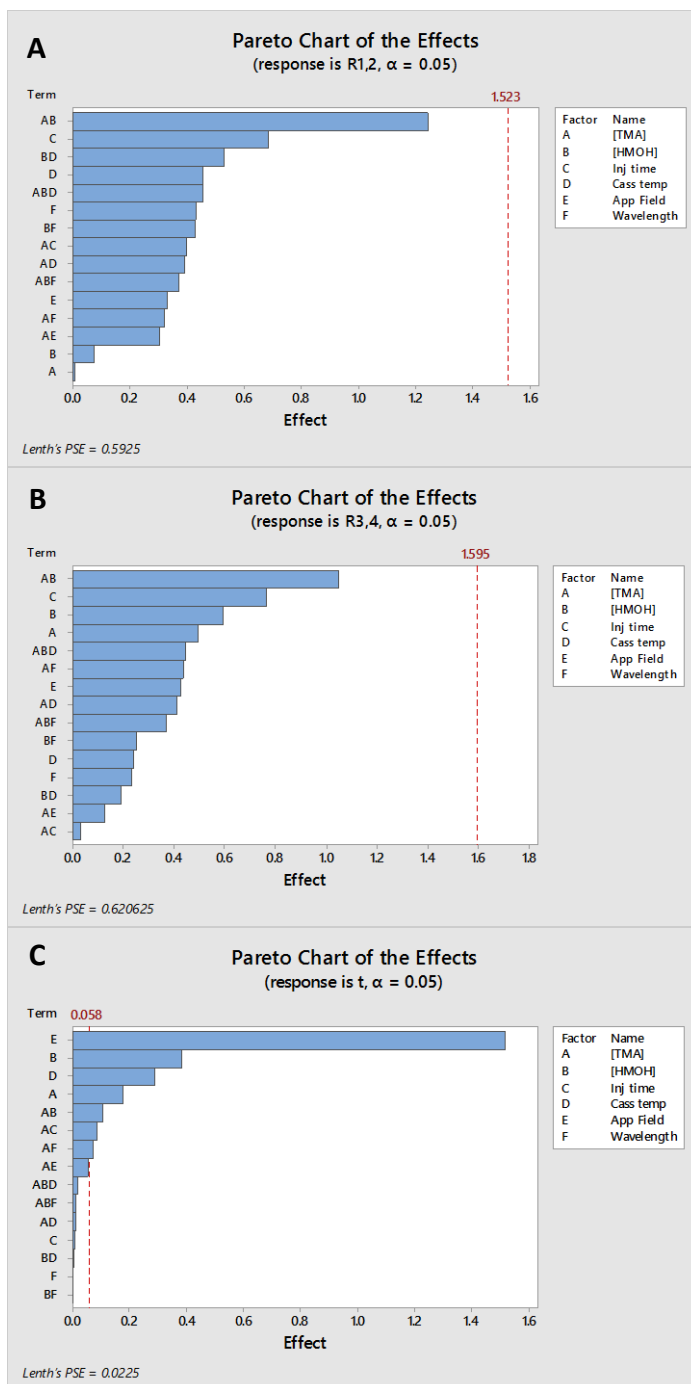 A
Pareto Chart of the Effects
(response is R1,2, α = 0.05)
Term
1.523
AB
C
BD
D
ABD
F
BF
AC
AD
ABF
E
AF
AE
B
A
0.0 0.2 0.4 0.6 0.8 1.0 1.2 1.4 1.6
Effect
Factor Name
A [TMA]
B [HMOH]
C Inj time
D Cass temp
E App Field
F Wavelength
Lenth's PSE = 0.5925
B
Pareto Chart of the Effects
(response is R3,4, α = 0.05)
Term
1.595
AB
C
B
A
ABD
AF
E
AD
ABF
BF
D
F
BD
AE
AC
0.0 0.2 0.4 0.6 0.8 1.0 1.2 1.4 1.6 1.8
Effect
Factor Name
A [TMA]
B [HMOH]
C Inj time
D Cass temp
E App Field
F Wavelength
Lenth's PSE = 0.620625
C
Pareto Chart of the Effects
(response is t, α = 0.05)
Term
0.058
E
B
D
A
AB
AC
AF
AE
ABD
ABF
AD
C
BD
F
BF
0.0 0.2 0.4 0.6 0.8 1.0 1.2 1.4 1.6
Effect
Factor Name
A [TMA]
B [HMOH]
C Inj time
D Cass temp
E App Field
F Wavelength
Lenth's PSE = 0.0225